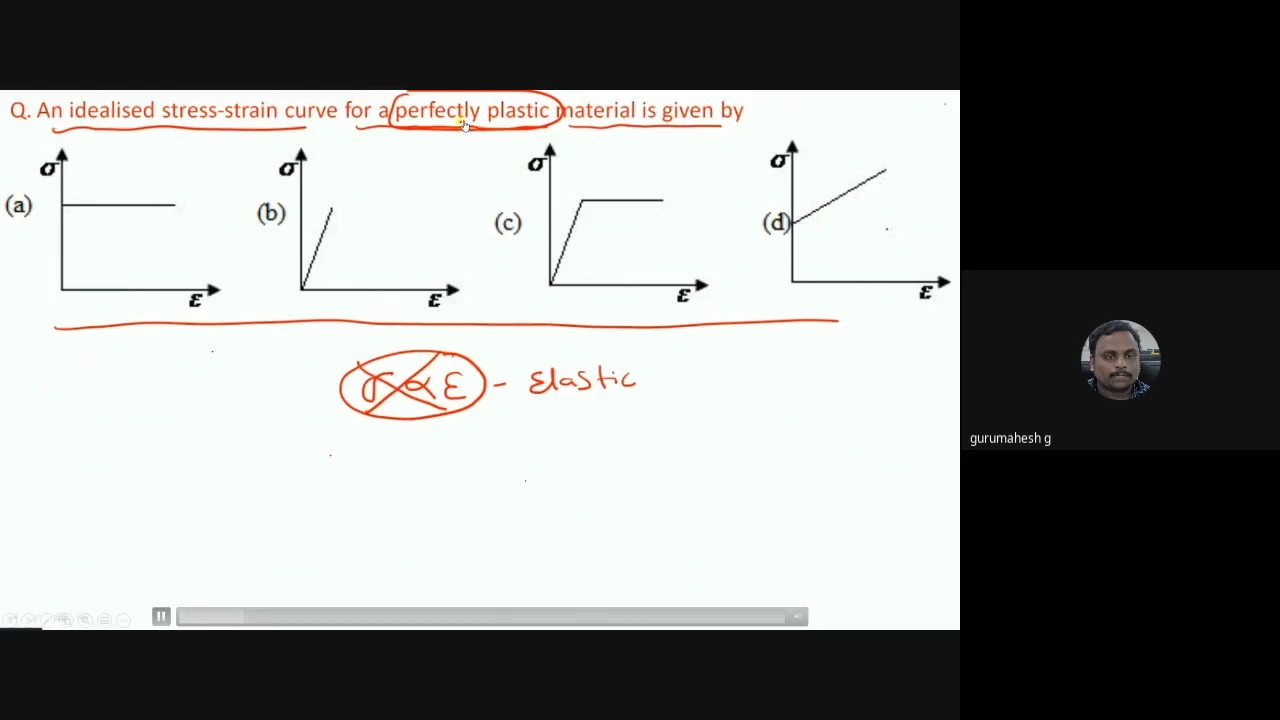 Q. An idealised stress-strain curve for a perfectly plastic material is given by
σ σ σ σ
(a) (b) (c) (d)
ε ε ε ε
σ ∝ ε - Elastic
gurumahesh g